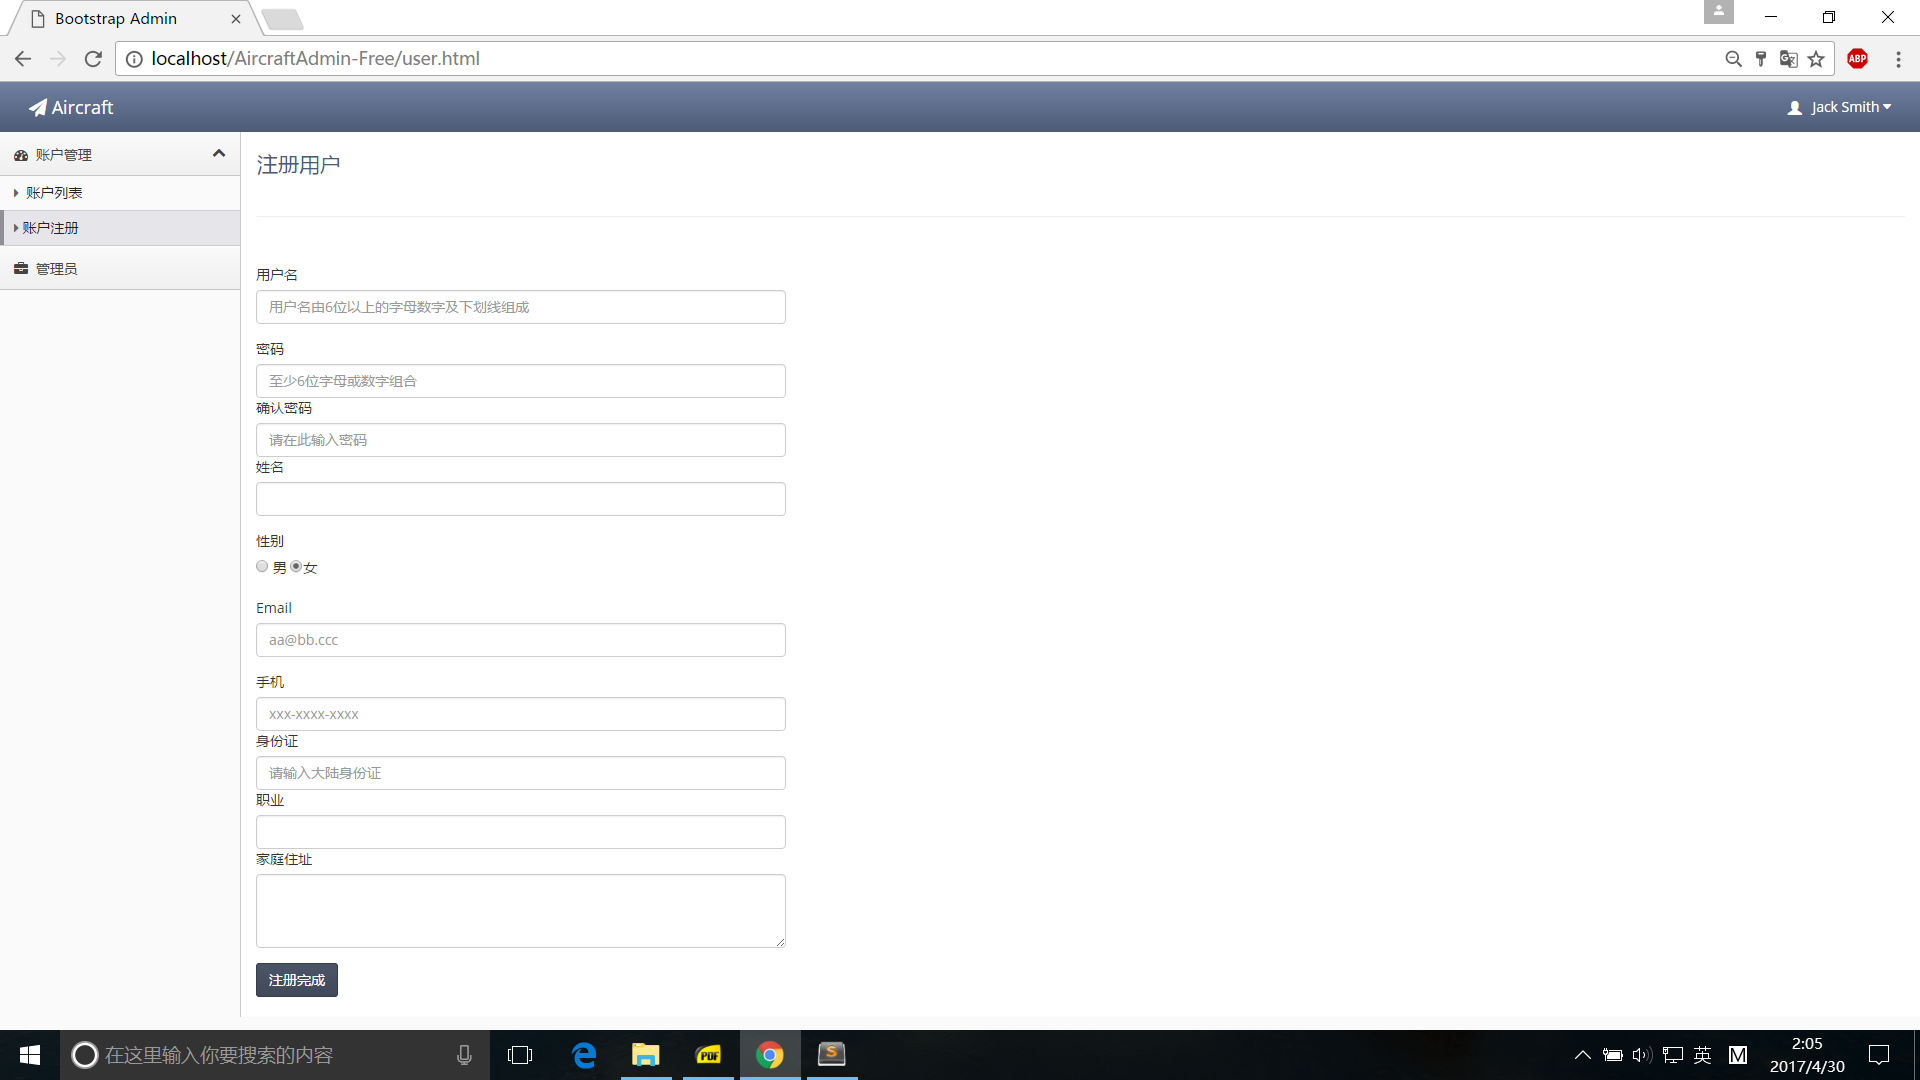 Bootstrap Admin
localhost/AircraftAdmin-Free/user.html
ABP
Aircraft
Jack Smith
账户管理
账户列表
账户注册
管理员
注册用户
用户名
用户名由6位以上的字母数字及下划线组成
密码
至少6位字母或数字组合
确认密码
请在此输入密码
姓名
性别
男 女
Email
aa@bb.ccc
手机
xxx-xxxx-xxxx
身份证
请输入大陆身份证
职业
家庭住址
注册完成
在这里输入你要搜索的内容
PDF
英
M
2:05
2017/4/30